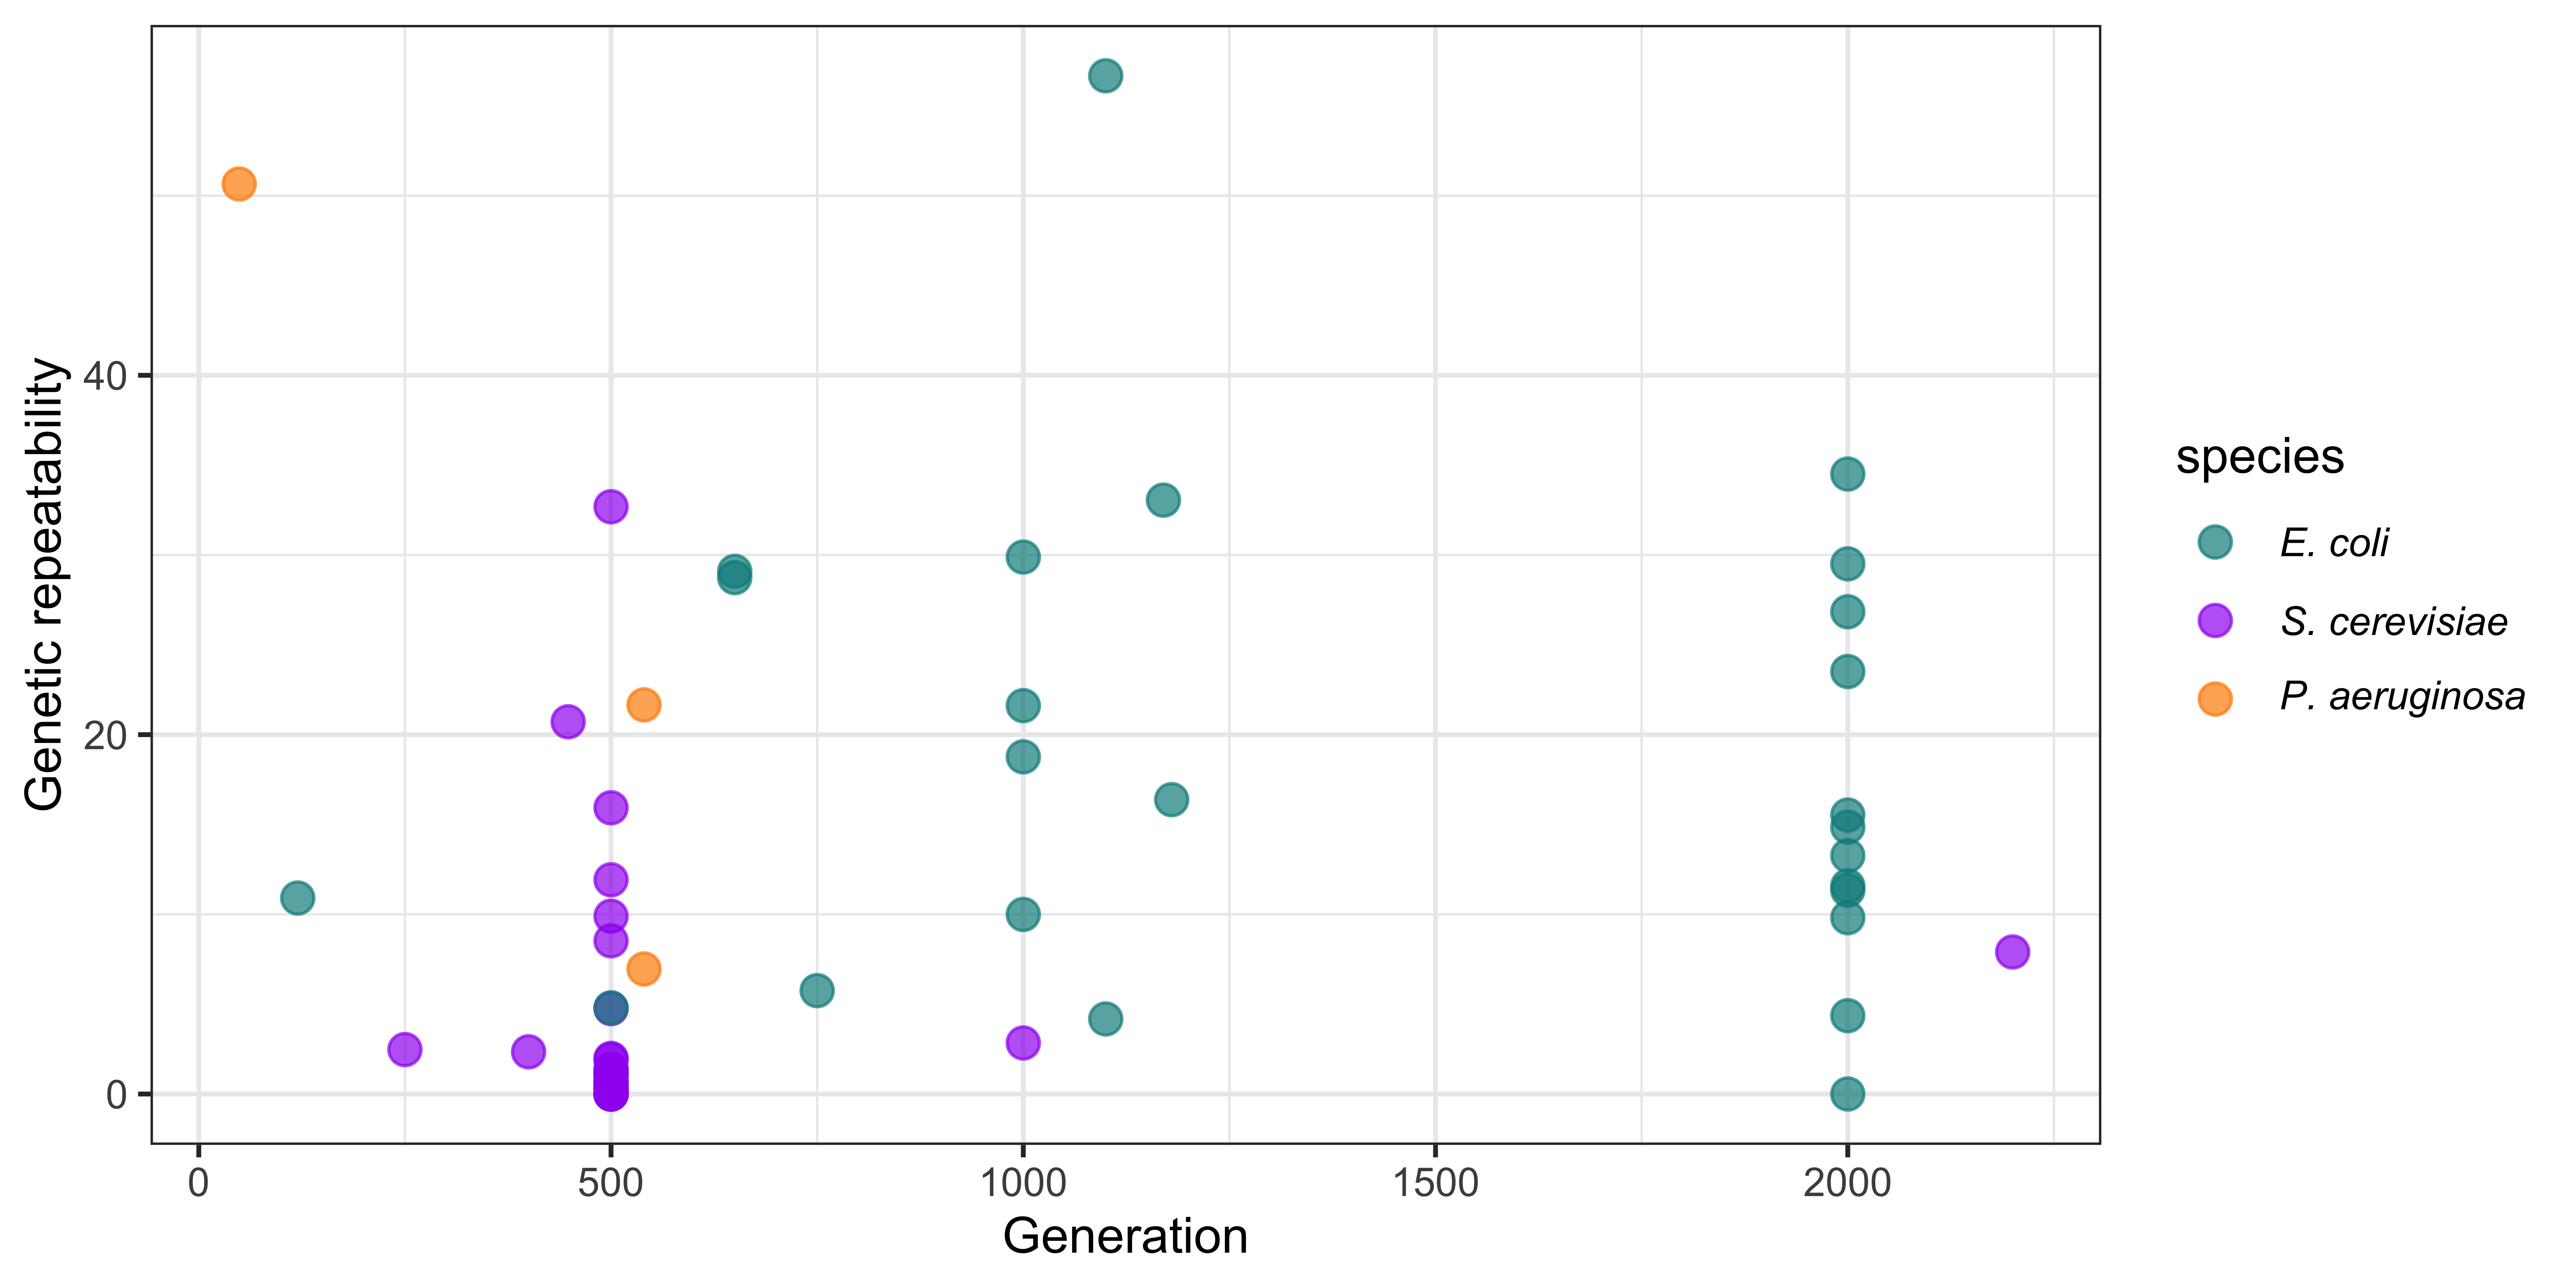 Genetic repeatability
40
20
0
0
500
1000
1500
2000
Generation
species
E. coli
S. cerevisiae
P. aeruginosa